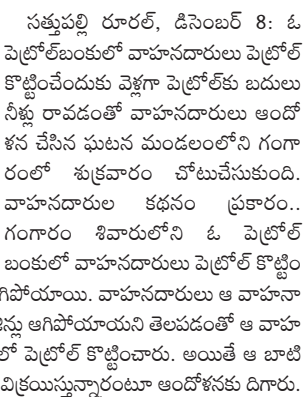 సత్తుపల్లి రూరల్, డిసెంబర్ 8: ఓ
పెట్రోల్‌బంకులో వాహనదారులు పెట్రోల్
కొట్టించేందుకు వెళ్లగా పెట్రోల్‌కు బదులు
నీళ్లు రావడంతో వాహనదారులు ఆందో
ళన చేసిన ఘటన మండలంలోని గంగా
రంలో శుక్రవారం చోటుచేసుకుంది.
వాహనదారుల కథనం ప్రకారం..
గంగారం శివారులోని ఓ పెట్రోల్
బంకులో వాహనదారులు పెట్రోల్ కొట్టిం
గిపోయాయి. వాహనదారులు ఆ వాహనా
ఆగిపోయాయని తెలపడంతో ఆ వాహ
లో పెట్రోల్ కొట్టించారు. అయితే ఆ బాటి
విక్రయిస్తున్నారంటూ ఆందోళనకు దిగారు.